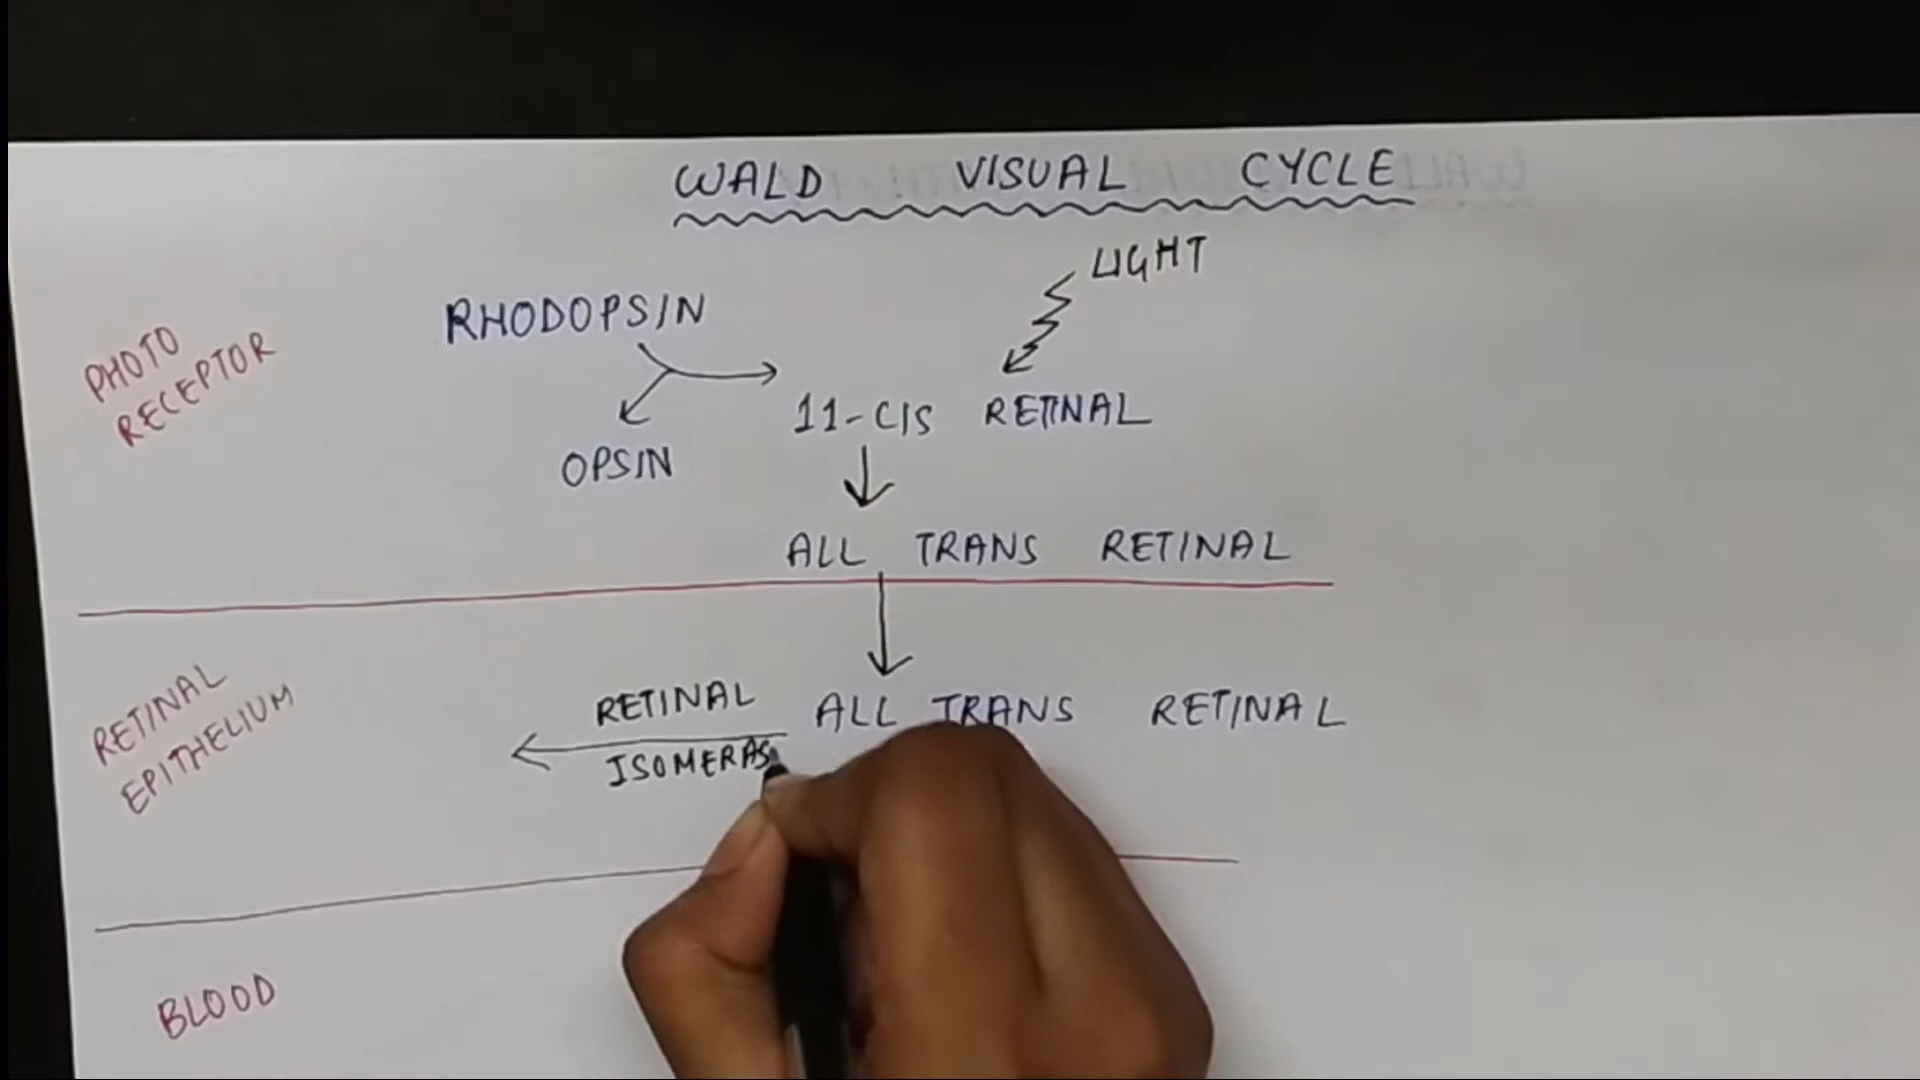 WALD VISUAL CYCLE
LIGHT
RHODOPSIN
PHOTO
RECEPTOR
11-CIS RETINAL
OPSIN
ALL TRANS RETINAL
RETINAL
EPITHELIUM
RETINAL
ALL TRANS RETINAL
ISOMERAS
BLOOD